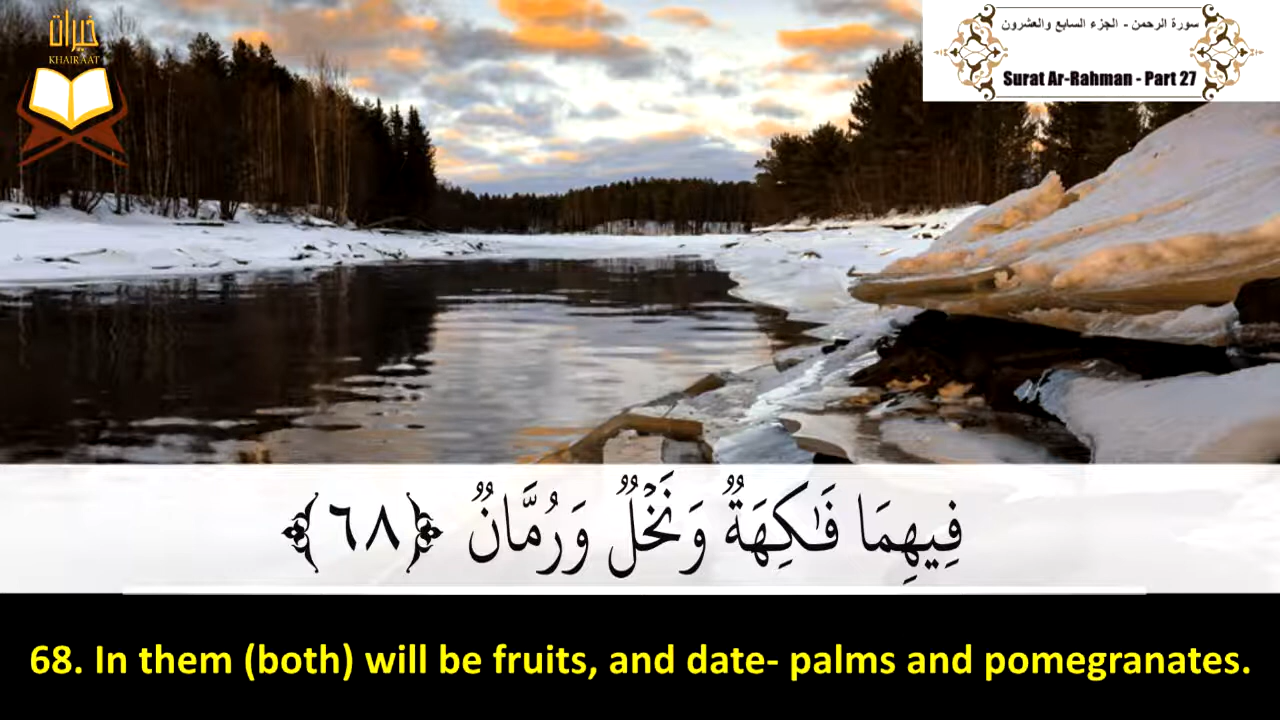 خيرات
KHAIRAAT
سورة الرحمن - الجزء السابع والعشرون
Surat Ar-Rahman - Part 27
فِيهِمَا فَٰكِهَةٌ وَنَخْلٌ وَرُمَّانٌ ﴿٦٨﴾
68. In them (both) will be fruits, and date- palms and pomegranates.